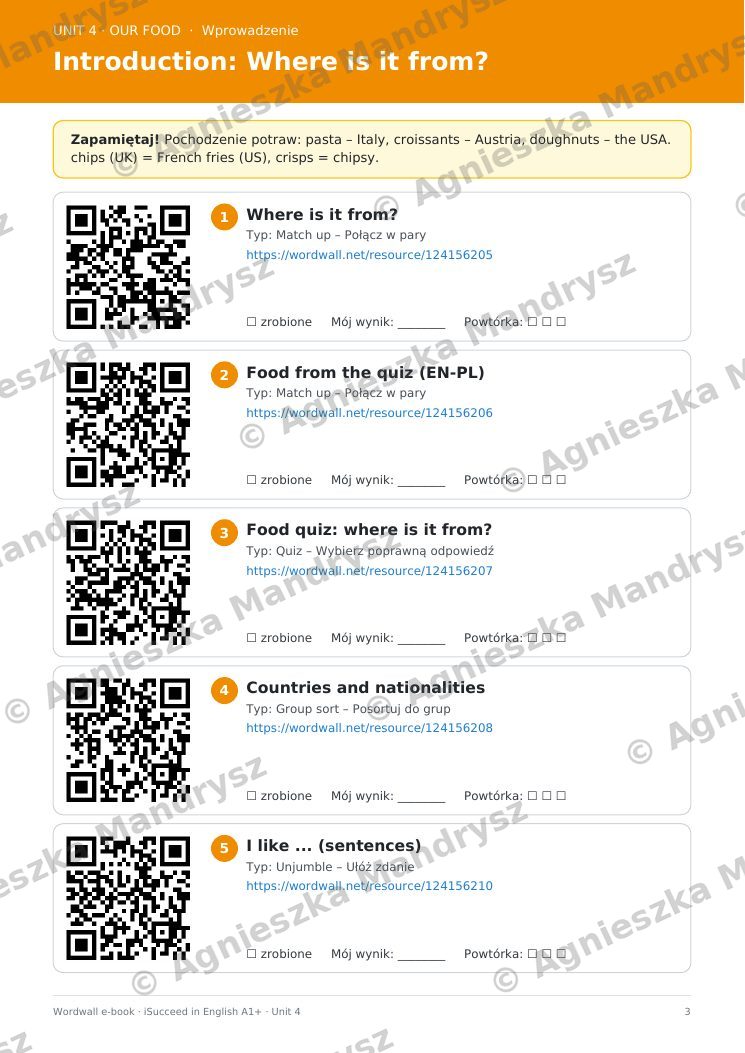 UNIT 4 · OUR FOOD · Wprowadzenie
Introduction: Where is it from?
Zapamiętaj! Pochodzenie potraw: pasta – Italy, croissants – Austria, doughnuts – the USA.
chips (UK) = French fries (US), crisps = chipsy.
1 Where is it from?
Typ: Match up – Połącz w pary
https://wordwall.net/resource/124156205
☐ zrobione Mój wynik: _______ Powtórka: ☐ ☐ ☐
2 Food from the quiz (EN-PL)
Typ: Match up – Połącz w pary
https://wordwall.net/resource/124156206
☐ zrobione Mój wynik: _______ Powtórka: ☐ ☐ ☐
3 Food quiz: where is it from?
Typ: Quiz – Wybierz poprawną odpowiedź
https://wordwall.net/resource/124156207
☐ zrobione Mój wynik: _______ Powtórka: ☐ ☐ ☐
4 Countries and nationalities
Typ: Group sort – Posortuj do grup
https://wordwall.net/resource/124156208
☐ zrobione Mój wynik: _______ Powtórka: ☐ ☐ ☐
5 I like ... (sentences)
Typ: Unjumble – Ułóż zdanie
https://wordwall.net/resource/124156210
☐ zrobione Mój wynik: _______ Powtórka: ☐ ☐ ☐
Wordwall e-book · iSucceed in English A1+ · Unit 4 3
© Agnieszka Mandrysz